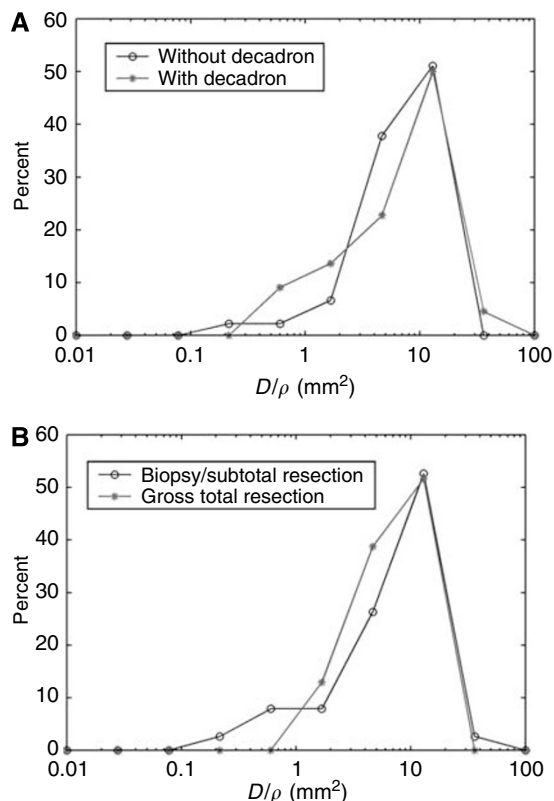 A
60
50
40
30
20
10
0
Percent
Without decadron
With decadron
0.01 0.1 1 10 100
D/ρ (mm²)
B
60
50
40
30
20
10
0
Percent
Biopsy/subtotal resection
Gross total resection
0.01 0.1 1 10 100
D/ρ (mm²)